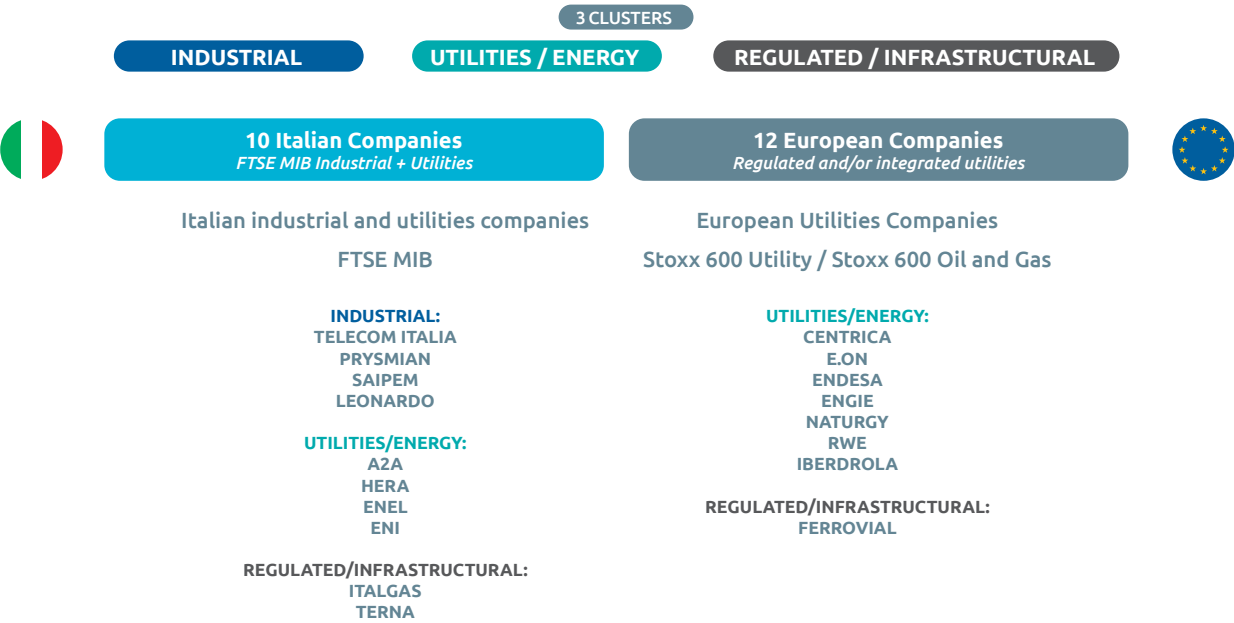 3 CLUSTERS
INDUSTRIAL
UTILITIES / ENERGY
REGULATED / INFRASTRUCTURAL
10 Italian Companies
FTSE MIB Industrial + Utilities
12 European Companies
Regulated and/or integrated utilities
Italian industrial and utilities companies
FTSE MIB
European Utilities Companies
Stoxx 600 Utility / Stoxx 600 Oil and Gas
INDUSTRIAL:
TELECOM ITALIA
PRYSMIAN
SAIPEM
LEONARDO
UTILITIES/ENERGY:
A2A
HERA
ENEL
ENI
REGULATED/INFRASTRUCTURAL:
ITALGAS
TERNA
UTILITIES/ENERGY:
CENTRICA
E.ON
ENDESA
ENGIE
NATURGY
RWE
IBERDROLA
REGULATED/INFRASTRUCTURAL:
FERROVIAL